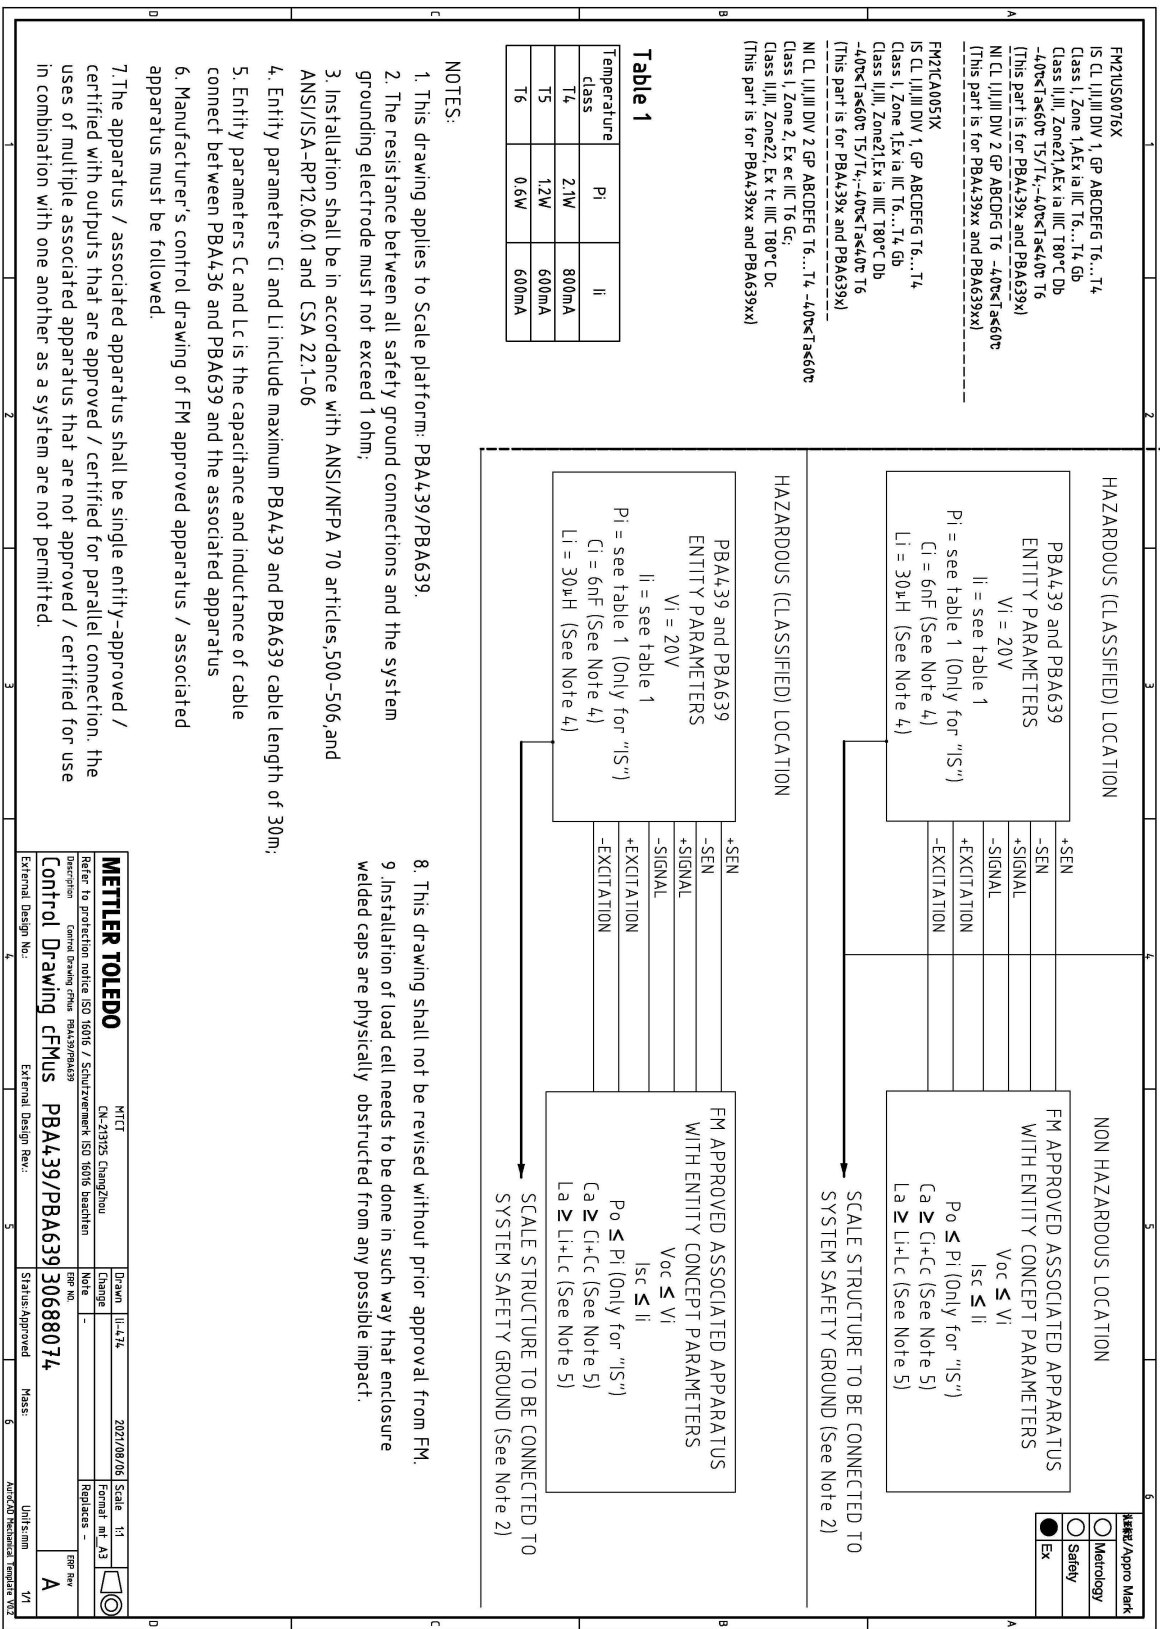 认证标记/Appro Mark
Metrology
Safety
Ex
FM21US0076X
IS CL I,II,III DIV 1, GP ABCDEFG T6...T4
Class I, Zone 1,AEx ia IIC T6...T4 Gb
Class II,III, Zone21,AEx ia IIIC T80°C Db
-40℃≤Ta≤60℃ T5/T4;-40℃≤Ta≤40℃ T6
(This part is for PBA439x and PBA639x)
NI CL I,II,III DIV 2 GP ABCDFG T6 -40℃≤Ta≤60℃
(This part is for PBA439xx and PBA639xx)
FM21CA0051X
IS CL I,II,III DIV 1, GP ABCDEFG T6...T4
Class I, Zone 1,Ex ia IIC T6...T4 Gb
Class II,III, Zone21,Ex ia IIIC T80°C Db
-40℃≤Ta≤60℃ T5/T4;-40℃≤Ta≤40℃ T6
(This part is for PBA439x and PBA639x)
NI CL I,II,III DIV 2 GP ABCDEFG T6...T4 -40℃≤Ta≤60℃
Class I, Zone 2, Ex ec IIC T6 Gc;
Class II,III, Zone22, Ex tc IIIC T80°C Dc
(This part is for PBA439xx and PBA639xx)
Table 1
Temperature class Pi Ii
T4 2.1W 800mA
T5 1.2W 600mA
T6 0.6W 600mA
HAZARDOUS (CLASSIFIED) LOCATION
NON HAZARDOUS LOCATION
PBA439 and PBA639
ENTITY PARAMETERS
Vi = 20V
Ii = see table 1
Pi = see table 1 (Only for "IS")
Ci = 6nF (See Note 4)
Li = 30μH (See Note 4)
+SEN
-SEN
+SIGNAL
-SIGNAL
+EXCITATION
-EXCITATION
FM APPROVED ASSOCIATED APPARATUS
WITH ENTITY CONCEPT PARAMETERS
Voc ≤ Vi
Isc ≤ Ii
Po ≤ Pi (Only for "IS")
Ca ≥ Ci+Cc (See Note 5)
La ≥ Li+Lc (See Note 5)
SCALE STRUCTURE TO BE CONNECTED TO
SYSTEM SAFETY GROUND (See Note 2)
HAZARDOUS (CLASSIFIED) LOCATION
PBA439 and PBA639
ENTITY PARAMETERS
Vi = 20V
Ii = see table 1
Pi = see table 1 (Only for "IS")
Ci = 6nF (See Note 4)
Li = 30μH (See Note 4)
+SEN
-SEN
+SIGNAL
-SIGNAL
+EXCITATION
-EXCITATION
FM APPROVED ASSOCIATED APPARATUS
WITH ENTITY CONCEPT PARAMETERS
Voc ≤ Vi
Isc ≤ Ii
Po ≤ Pi (Only for "IS")
Ca ≥ Ci+Cc (See Note 5)
La ≥ Li+Lc (See Note 5)
SCALE STRUCTURE TO BE CONNECTED TO
SYSTEM SAFETY GROUND (See Note 2)
NOTES:
1. This drawing applies to Scale platform: PBA439/PBA639.
2. The resistance between all safety ground connections and the system
grounding electrode must not exceed 1 ohm;
3. Installation shall be in accordance with ANSI/NFPA 70 articles,500-506,and
ANSI/ISA-RP12.06.01 and CSA 22.1-06
4. Entity parameters Ci and Li include maximum PBA439 and PBA639 cable length of 30m;
5. Entity parameters Cc and Lc is the capacitance and inductance of cable
connect between PBA436 and PBA639 and the associated apparatus
6. Manufacturer's control drawing of FM approved apparatus / associated
apparatus must be followed.
7.The apparatus / associated apparatus shall be single entity-approved /
certified with outputs that are approved / certified for parallel connection. the
uses of multiple associated apparatus that are not approved / certified for use
in combination with one another as a system are not permitted.
8. This drawing shall not be revised without prior approval from FM.
9 .Installation of load cell needs to be done in such way that enclosure
welded caps are physically obstructed from any possible impact.
METTLER TOLEDO
MTCT
CN-213125 ChangZhou
Refer to protection notice ISO 16016 / Schutzvermerk ISO 16016 beachten
Description Control Drawing cFMus PBA439/PBA639
Control Drawing cFMus PBA439/PBA639
External Design No.: External Design Rev.:
Drawn li-474 2021/08/06
Change
Note -
Scale 1:1
Format mt_A3
Replaces -
ERP NO.
30688074
ERP Rev
A
Status:Approved Mass: Units:mm 1/1
AutoCAD Mechanical Template V0.2
1 2 3 4 5 6
A B C D